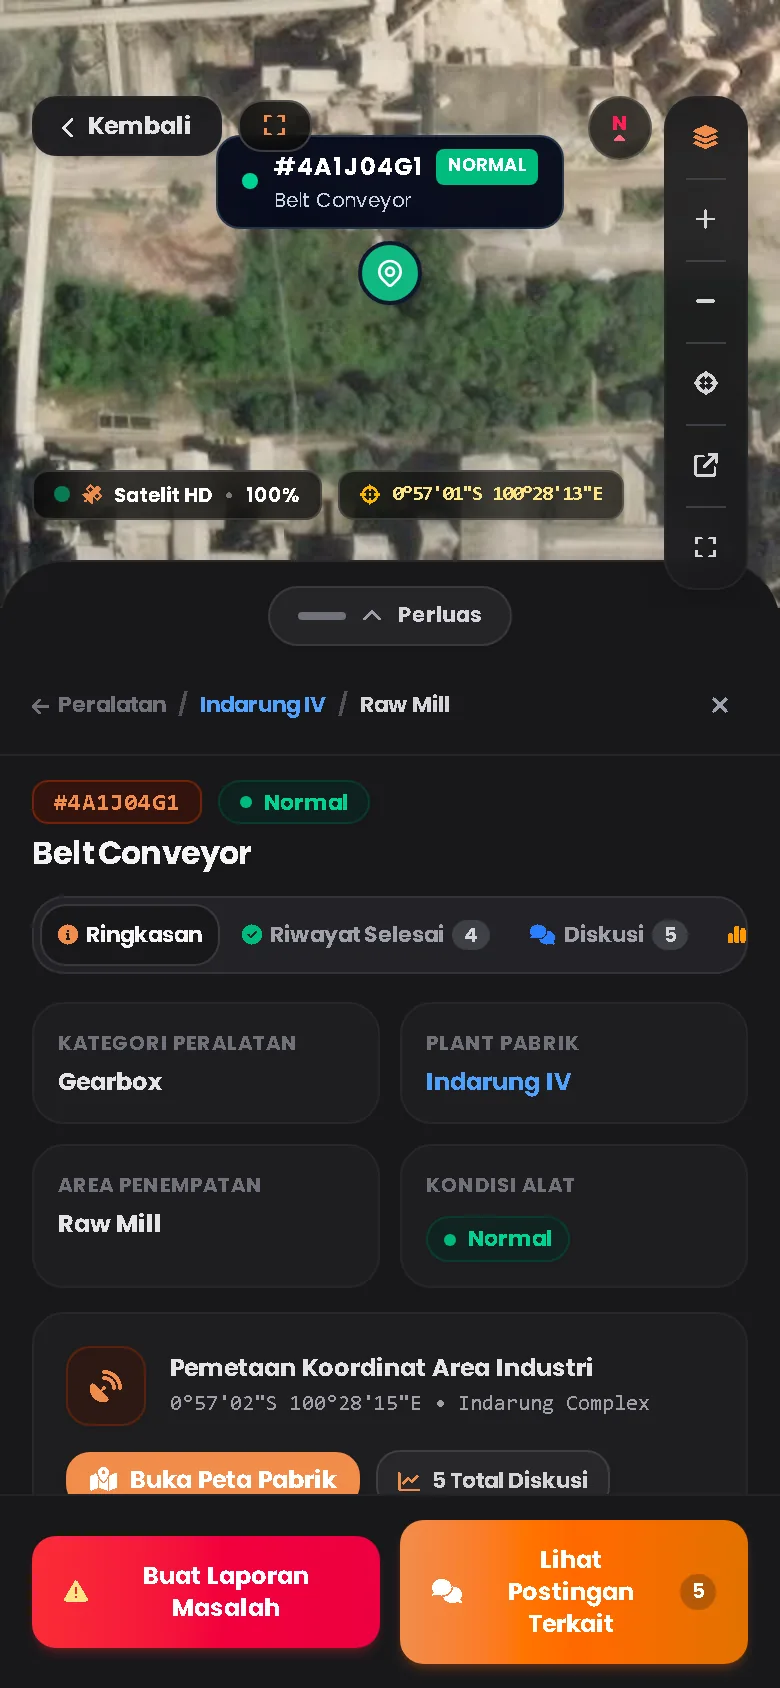 Kembali
N
#4A1J04G1 NORMAL
Belt Conveyor
Satelit HD • 100%
0°57'01"S 100°28'13"E
Perluas
← Peralatan / Indarung IV / Raw Mill
#4A1J04G1 Normal
Belt Conveyor
Ringkasan Riwayat Selesai 4 Diskusi 5
KATEGORI PERALATAN
Gearbox
PLANT PABRIK
Indarung IV
AREA PENEMPATAN
Raw Mill
KONDISI ALAT
Normal
Pemetaan Koordinat Area Industri
0°57'02"S 100°28'15"E • Indarung Complex
Buka Peta Pabrik
5 Total Diskusi
Buat Laporan
Masalah
Lihat
Postingan
Terkait
5